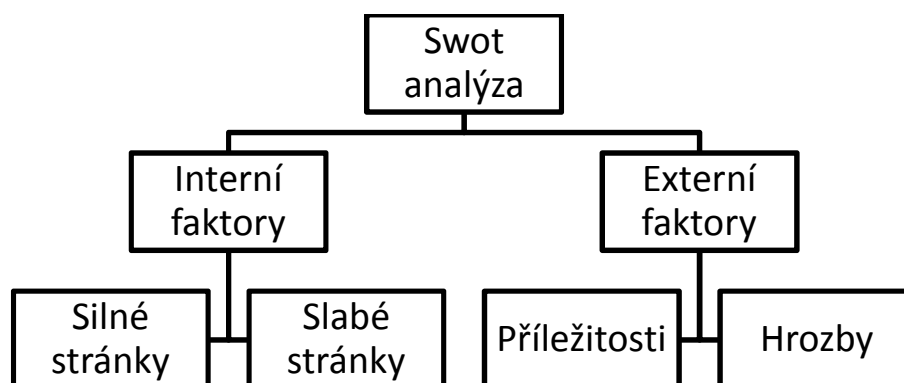 Swot
analýza
Interní
faktory
Externí
faktory
Silné
stránky
Slabé
stránky
Příležitosti
Hrozby